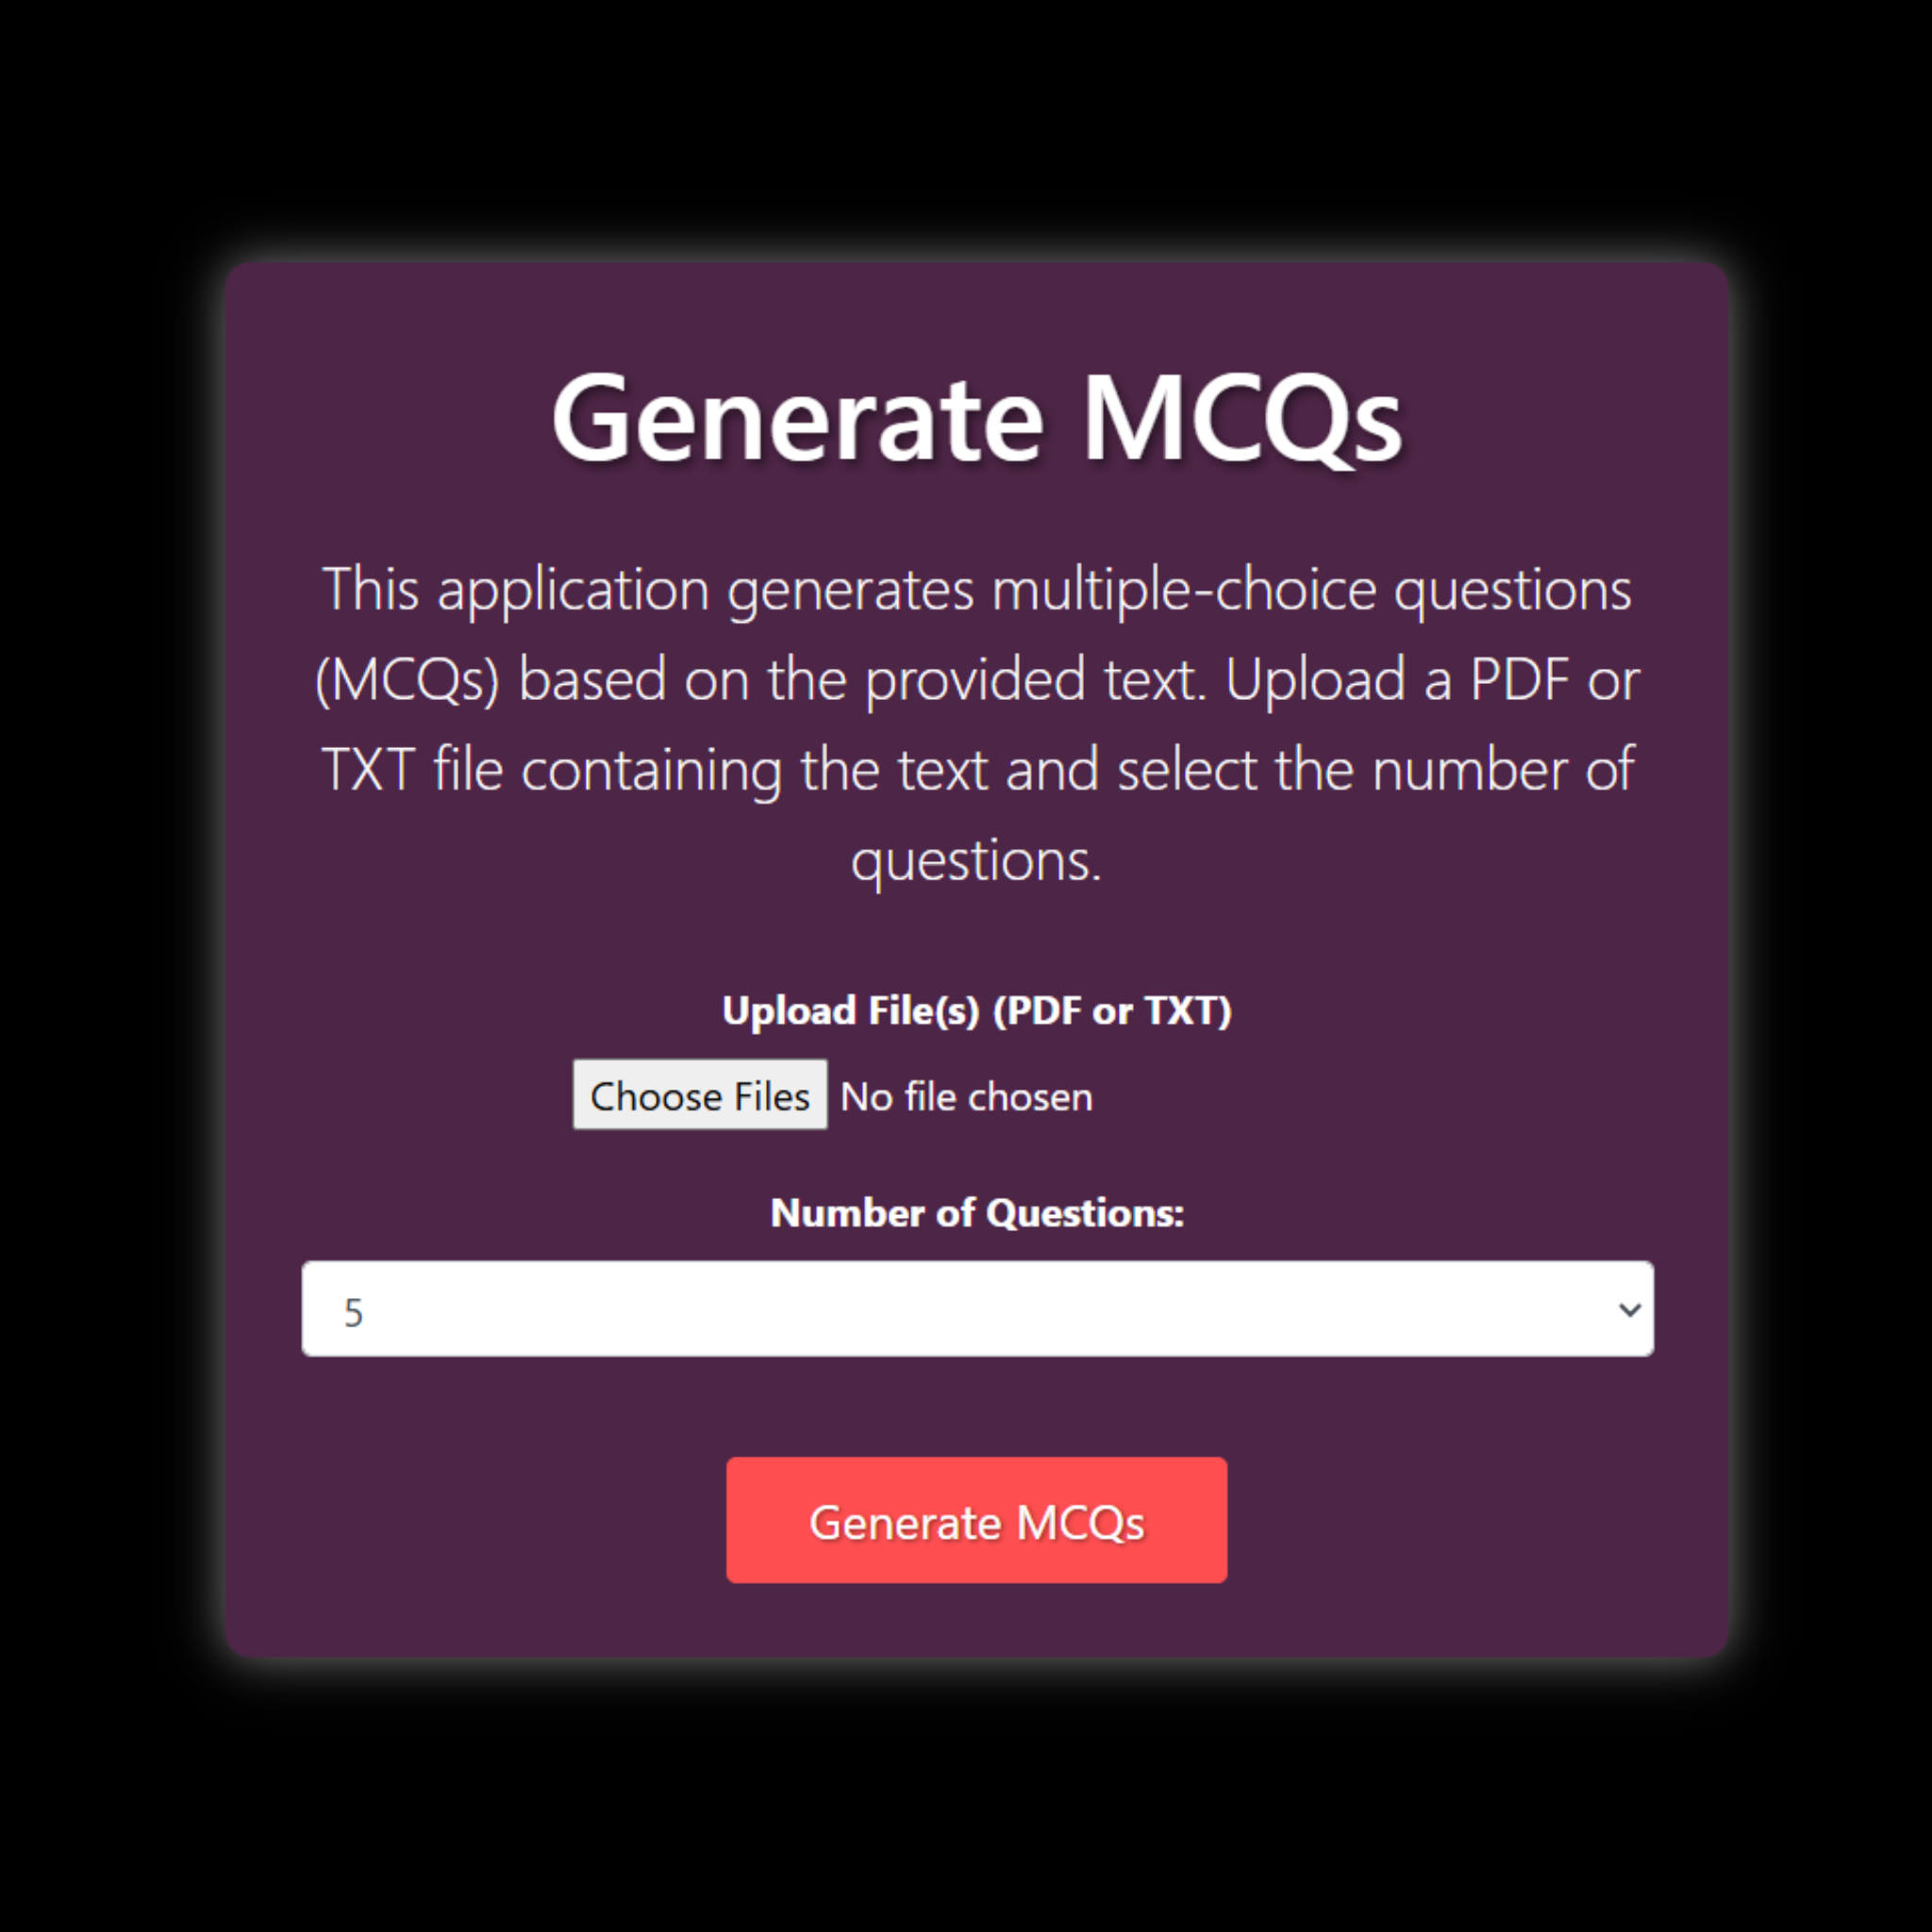 Generate MCQs
This application generates multiple-choice questions
(MCQs) based on the provided text. Upload a PDF or
TXT file containing the text and select the number of
questions.
Upload File(s) (PDF or TXT)
Choose Files No file chosen
Number of Questions:
5
Generate MCQs